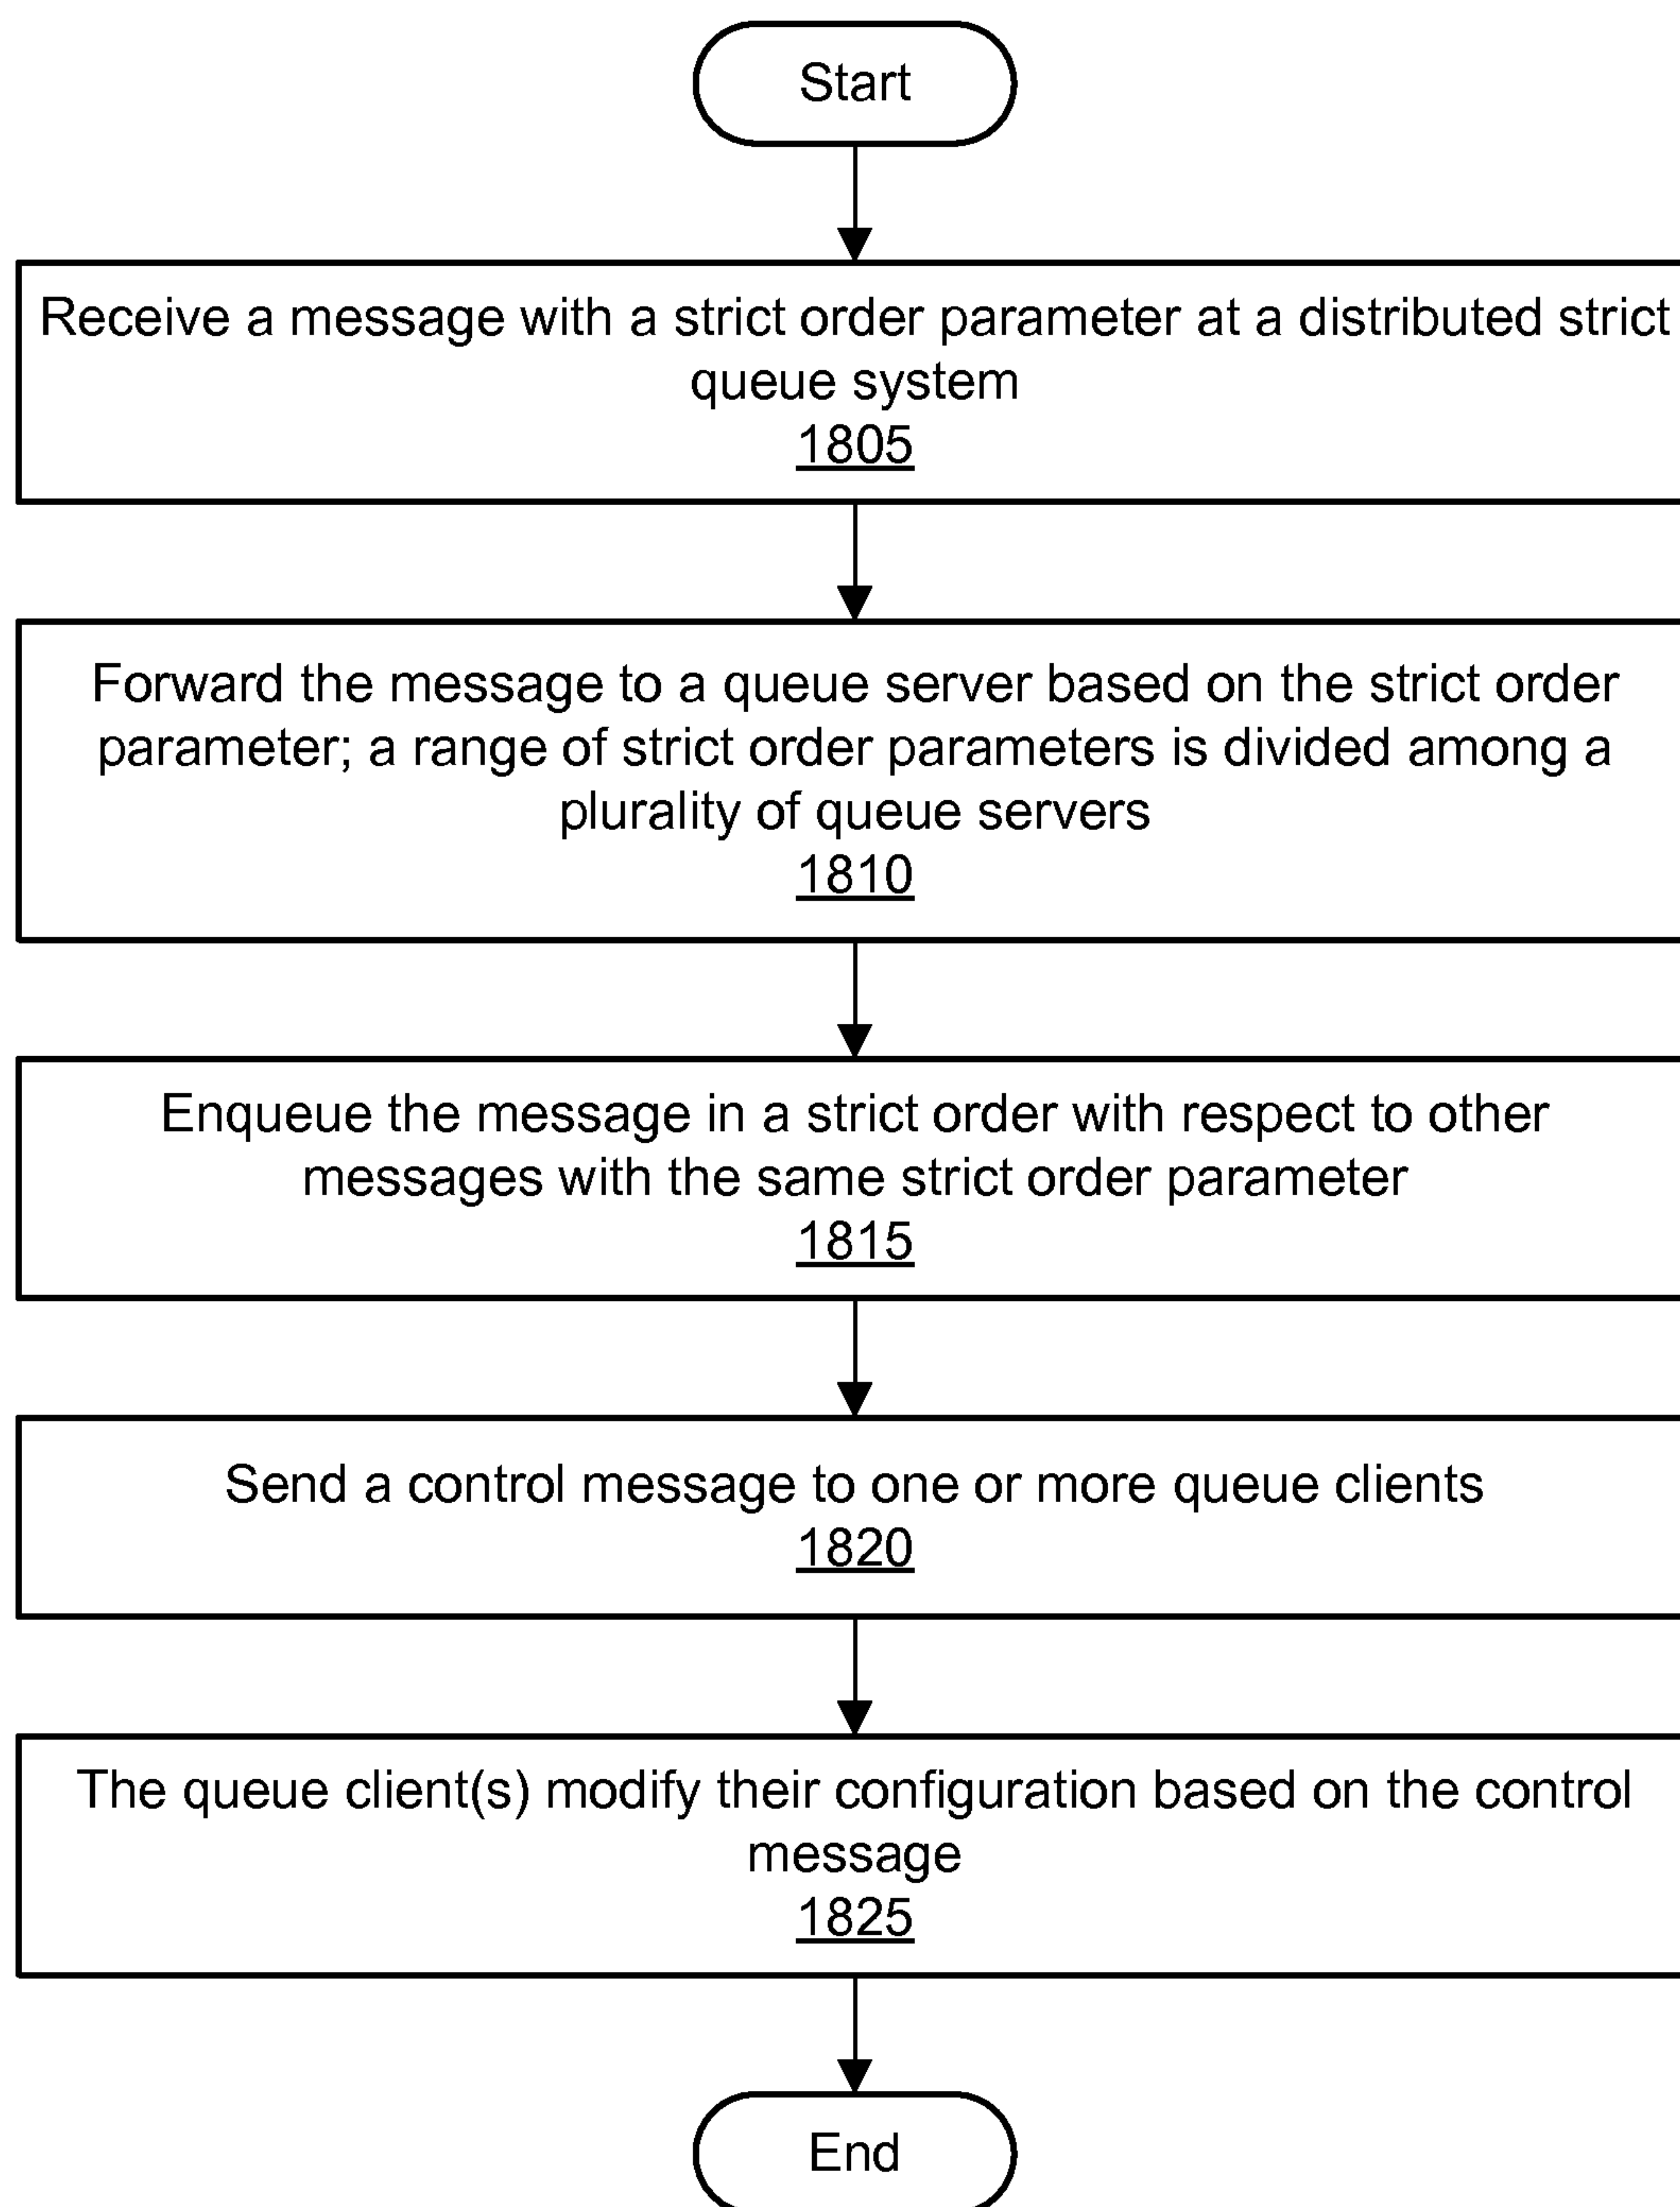 Start
Receive a message with a strict order parameter at a distributed strict
queue system
1805
Forward the message to a queue server based on the strict order
parameter; a range of strict order parameters is divided among a
plurality of queue servers
1810
Enqueue the message in a strict order with respect to other
messages with the same strict order parameter
1815
Send a control message to one or more queue clients
1820
The queue client(s) modify their configuration based on the control
message
1825
End